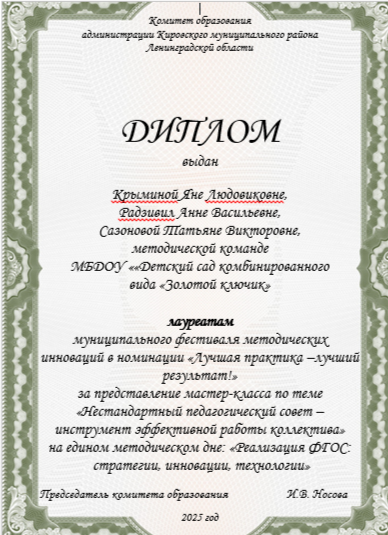 Комитет образования
администрации Кировского муниципального района
Ленинградской области
ДИПЛОМ
выдан
Крыминой Яне Людовиковне,
Радзивил Анне Васильевне,
Сазоновой Татьяне Викторовне,
методической команде
МБДОУ ««Детский сад комбинированного
вида «Золотой ключик»
лауреатам
муниципального фестиваля методических
инноваций в номинации «Лучшая практика –лучший
результат!»
за представление мастер-класса по теме
«Нестандартный педагогический совет –
инструмент эффективной работы коллектива»
на едином методическом дне: «Реализация ФГОС:
стратегии, инновации, технологии»
Председатель комитета образования И.В. Носова
2025 год